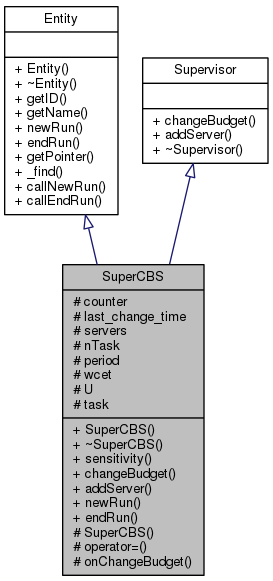 Entity
+ Entity()
+ ~Entity()
+ getID()
+ getName()
+ newRun()
+ endRun()
+ getPointer()
+ _find()
+ callNewRun()
+ callEndRun()
Supervisor
+ changeBudget()
+ addServer()
+ ~Supervisor()
SuperCBS
# counter
# last_change_time
# servers
# nTask
# period
# wcet
# U
# task
+ SuperCBS()
+ ~SuperCBS()
+ sensitivity()
+ changeBudget()
+ addServer()
+ newRun()
+ endRun()
# SuperCBS()
# operator=()
# onChangeBudget()